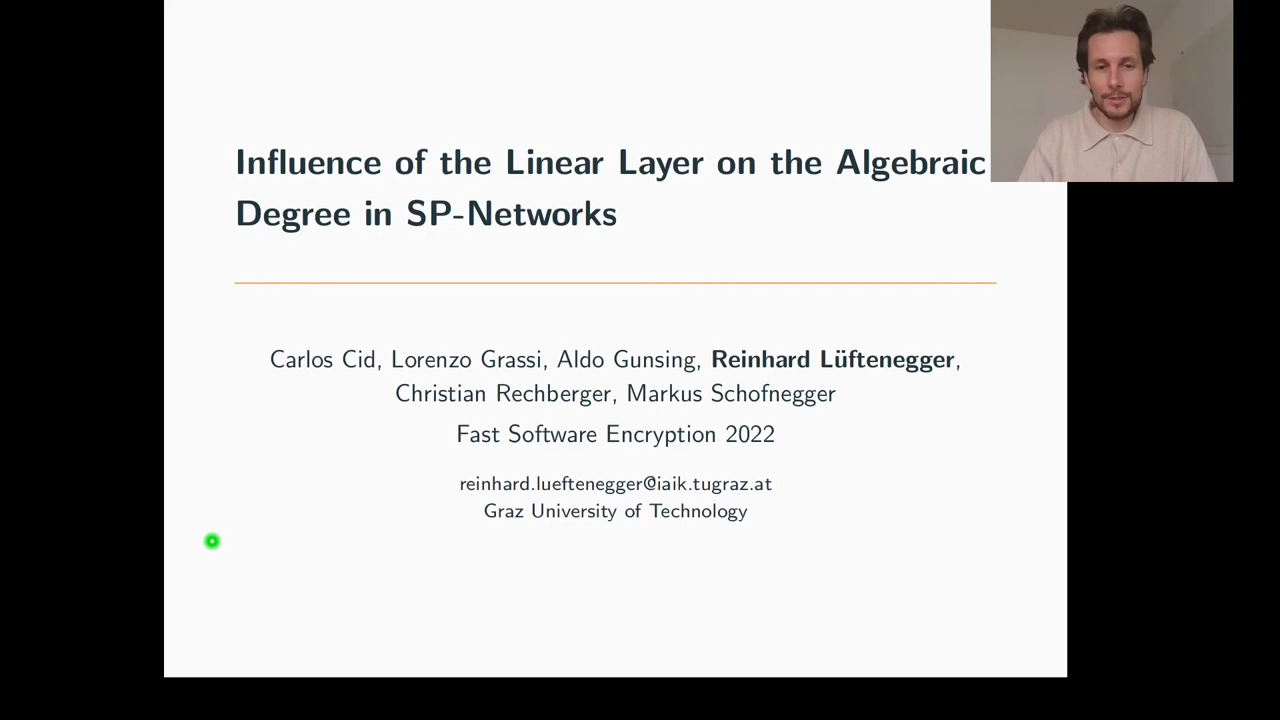 Influence of the Linear Layer on the Algebraic
Degree in SP-Networks
Carlos Cid, Lorenzo Grassi, Aldo Gunsing, Reinhard Lüftenegger,
Christian Rechberger, Markus Schofnegger
Fast Software Encryption 2022
reinhard.lueftenegger@iaik.tugraz.at
Graz University of Technology